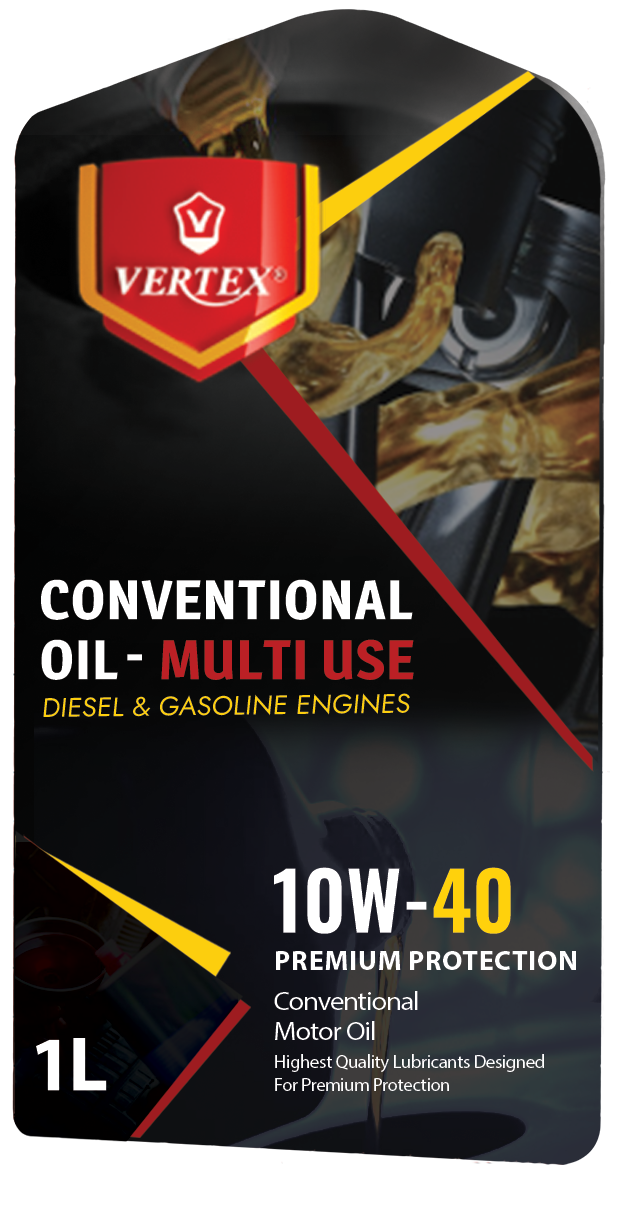 V
VERTEX®
CONVENTIONAL
OIL - MULTI USE
DIESEL & GASOLINE ENGINES
10W-40
PREMIUM PROTECTION
Conventional
Motor Oil
Highest Quality Lubricants Designed
For Premium Protection
1L